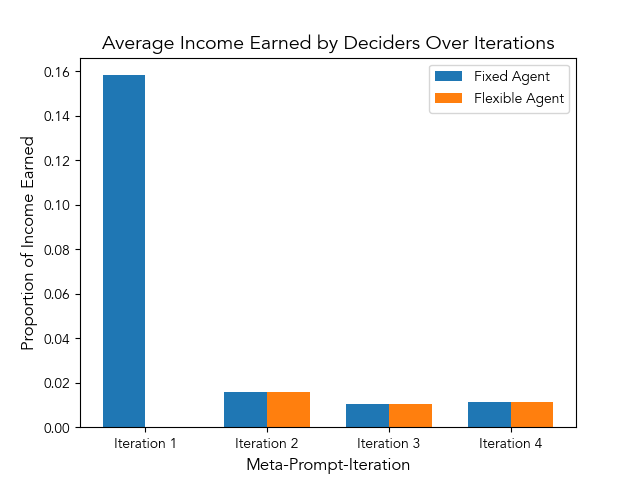 Average Income Earned by Deciders Over Iterations
Fixed Agent
Flexible Agent
Proportion of Income Earned
0.16
0.14
0.12
0.10
0.08
0.06
0.04
0.02
0.00
Iteration 1
Iteration 2
Iteration 3
Iteration 4
Meta-Prompt-Iteration